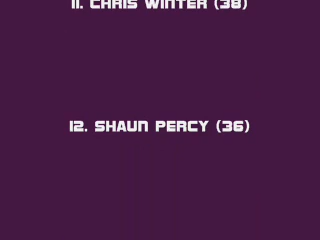 11. CHRIS WINTER (38)
12. SHAUN PERCY (36)